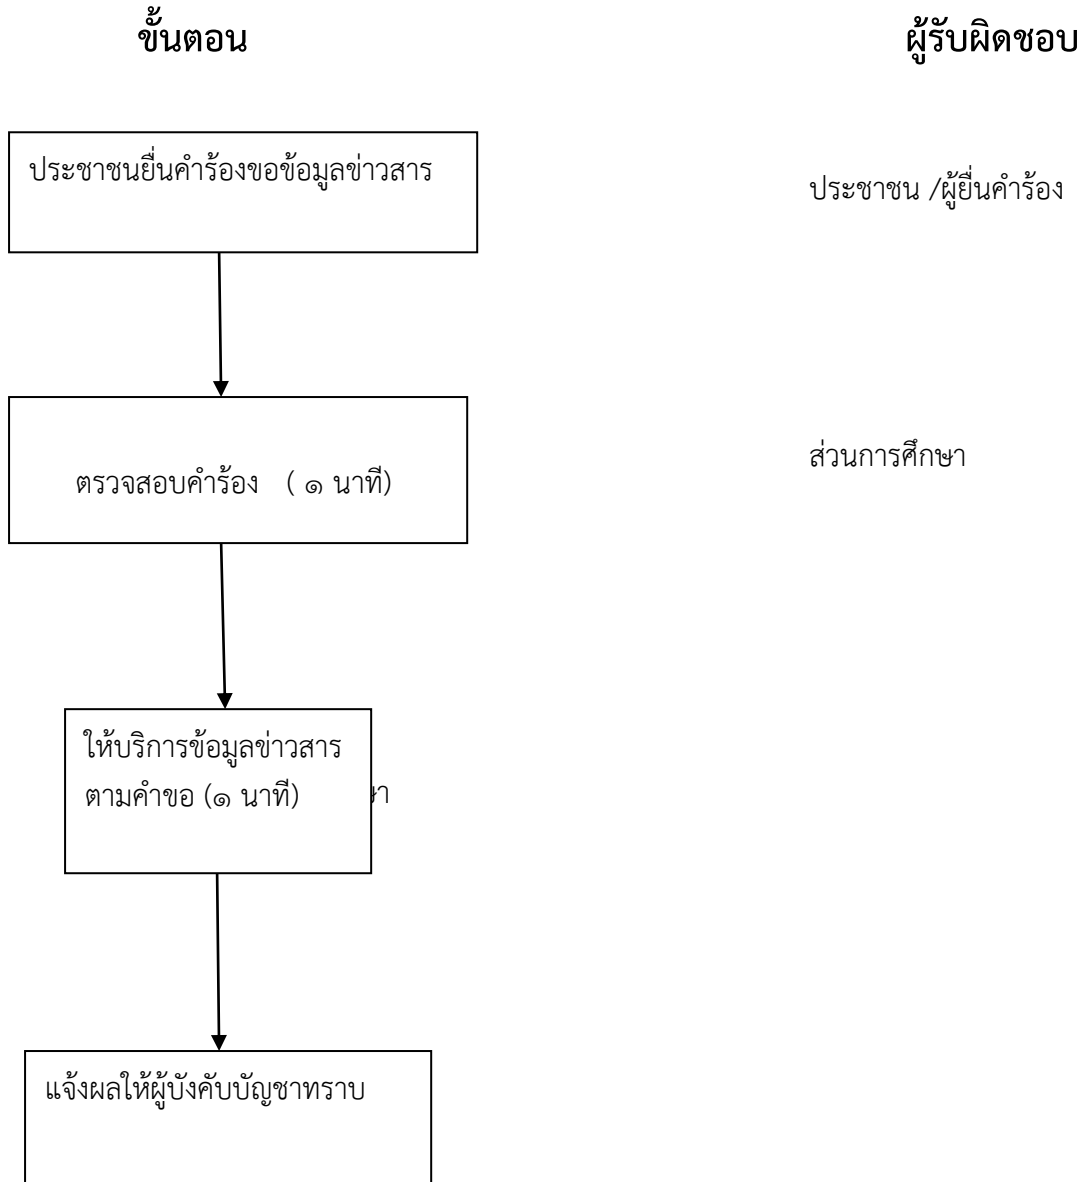 ขั้นตอน ผู้รับผิดชอบ
ประชาชนยื่นคำร้องขอข้อมูลข่าวสาร
ประชาชน /ผู้ยื่นคำร้อง
ส่วนการศึกษา
ตรวจสอบคำร้อง ( ๑ นาที)
ให้บริการข้อมูลข่าวสาร
ตามคำขอ (๑ นาที)
แจ้งผลให้ผู้บังคับบัญชาทราบ